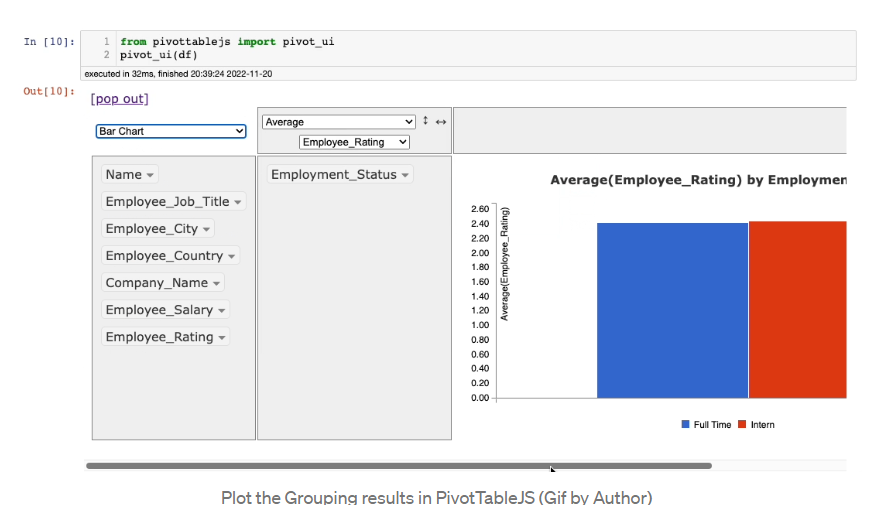 In [10]:
1 from pivottablejs import pivot_ui
2 pivot_ui(df)
executed in 32ms, finished 20:39:24 2022-11-20
Out[10]:
[pop out]
Bar Chart
Average ↕ ↔
Employee_Rating
Name
Employee_Job_Title
Employee_City
Employee_Country
Company_Name
Employee_Salary
Employee_Rating
Employment_Status
Average(Employee_Rating) by Employmen
2.60
2.40
2.20
2.00
1.80
1.60
1.40
1.20
1.00
0.80
0.60
0.40
0.20
0.00
Average(Employee_Rating)
Full Time Intern
Plot the Grouping results in PivotTableJS (Gif by Author)